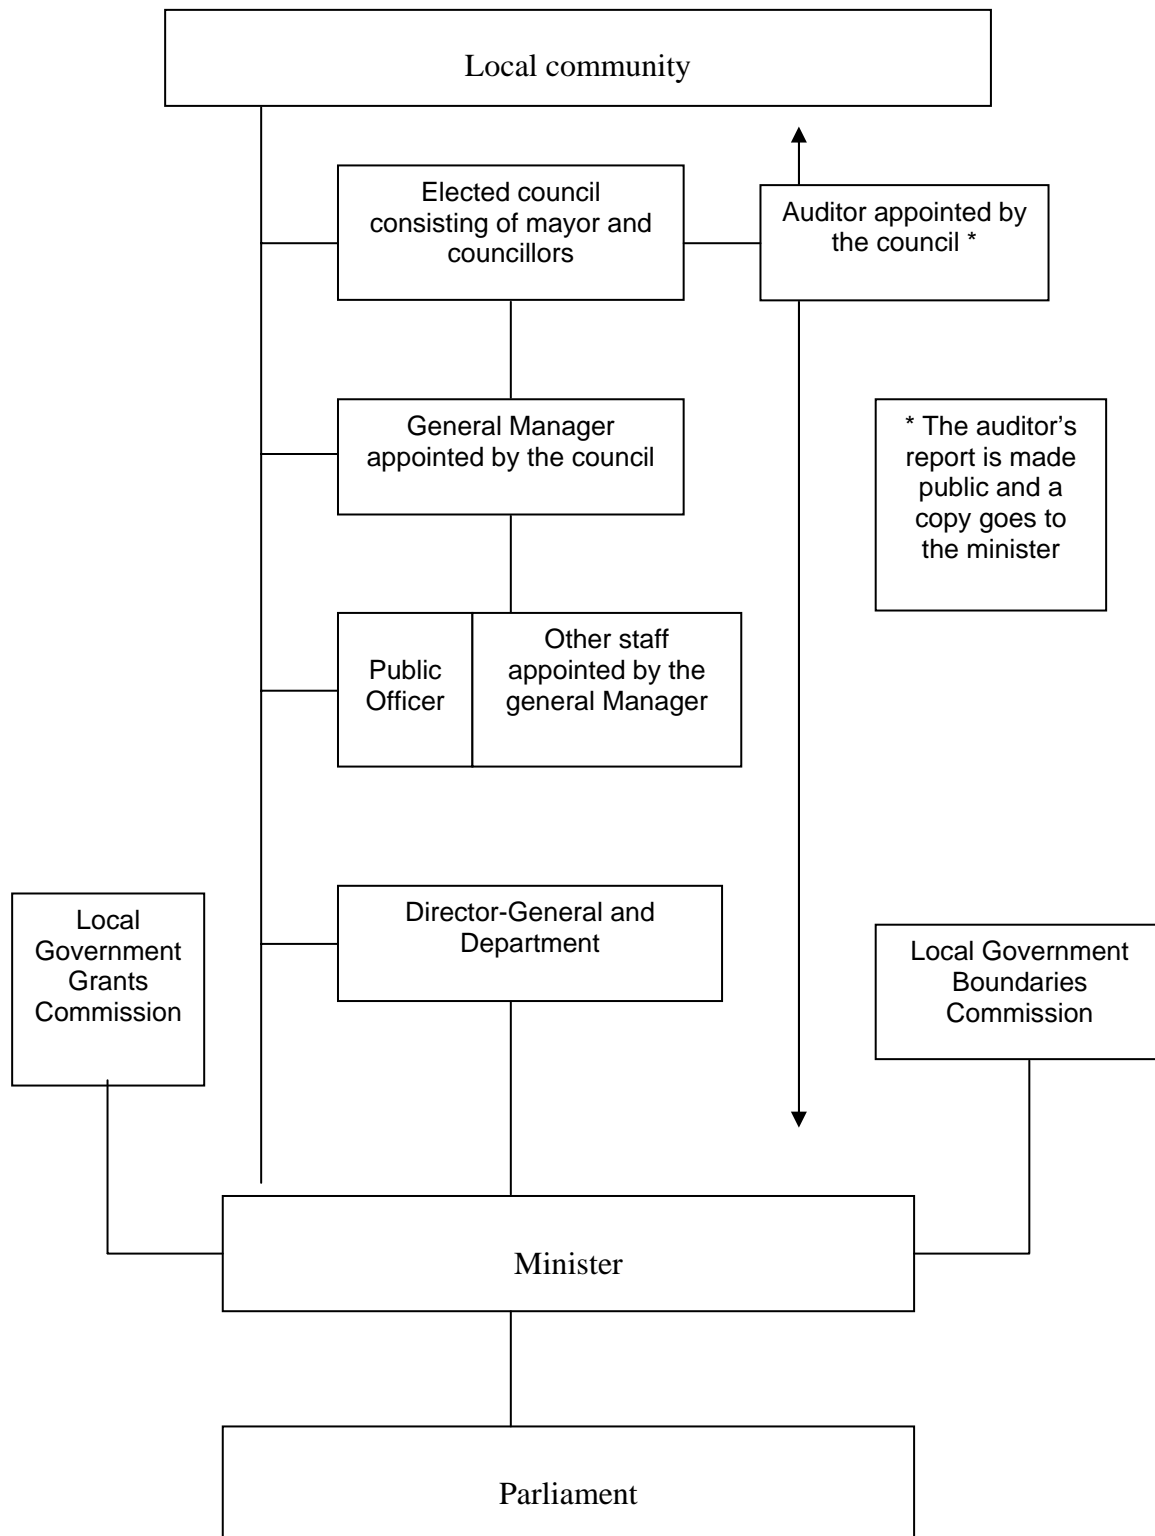 Local community
Elected council
consisting of mayor and
councillors
Auditor appointed by
the council *
General Manager
appointed by the council
* The auditor’s
report is made
public and a
copy goes to
the minister
Public
Officer
Other staff
appointed by the
general Manager
Local
Government
Grants
Commission
Director-General and
Department
Local Government
Boundaries
Commission
Minister
Parliament